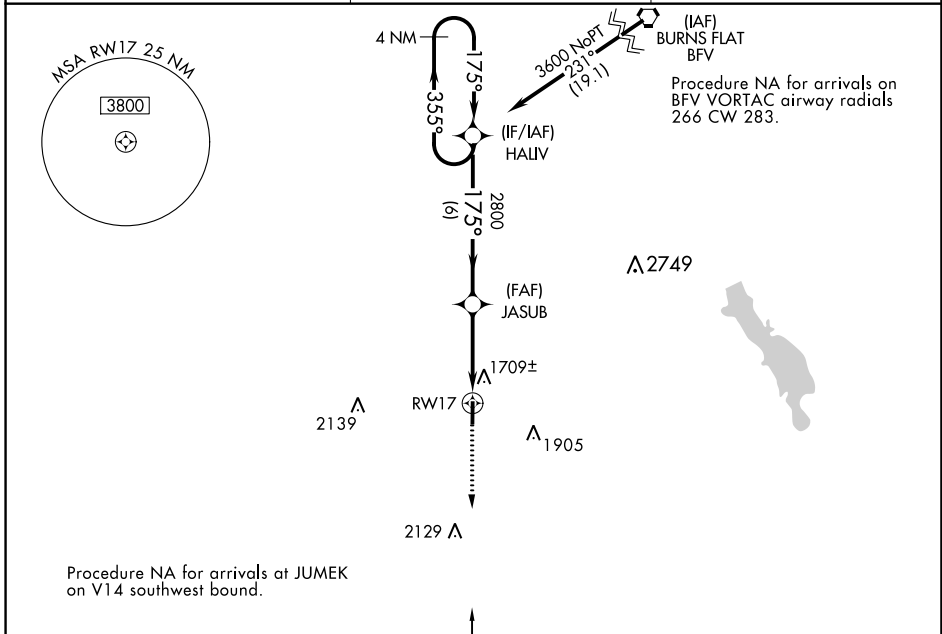 MSA RW17 25 NM
3800
4 NM
175°
355°
3600 NoPT
231°
(19.1)
(IAF)
BURNS FLAT
BFV
Procedure NA for arrivals on
BFV VORTAC airway radials
266 CW 283.
(IF/IAF)
HALIV
2800
175°
(6)
2749
(FAF)
JASUB
1709±
RW17
2139
1905
2129
Procedure NA for arrivals at JUMEK
on V14 southwest bound.